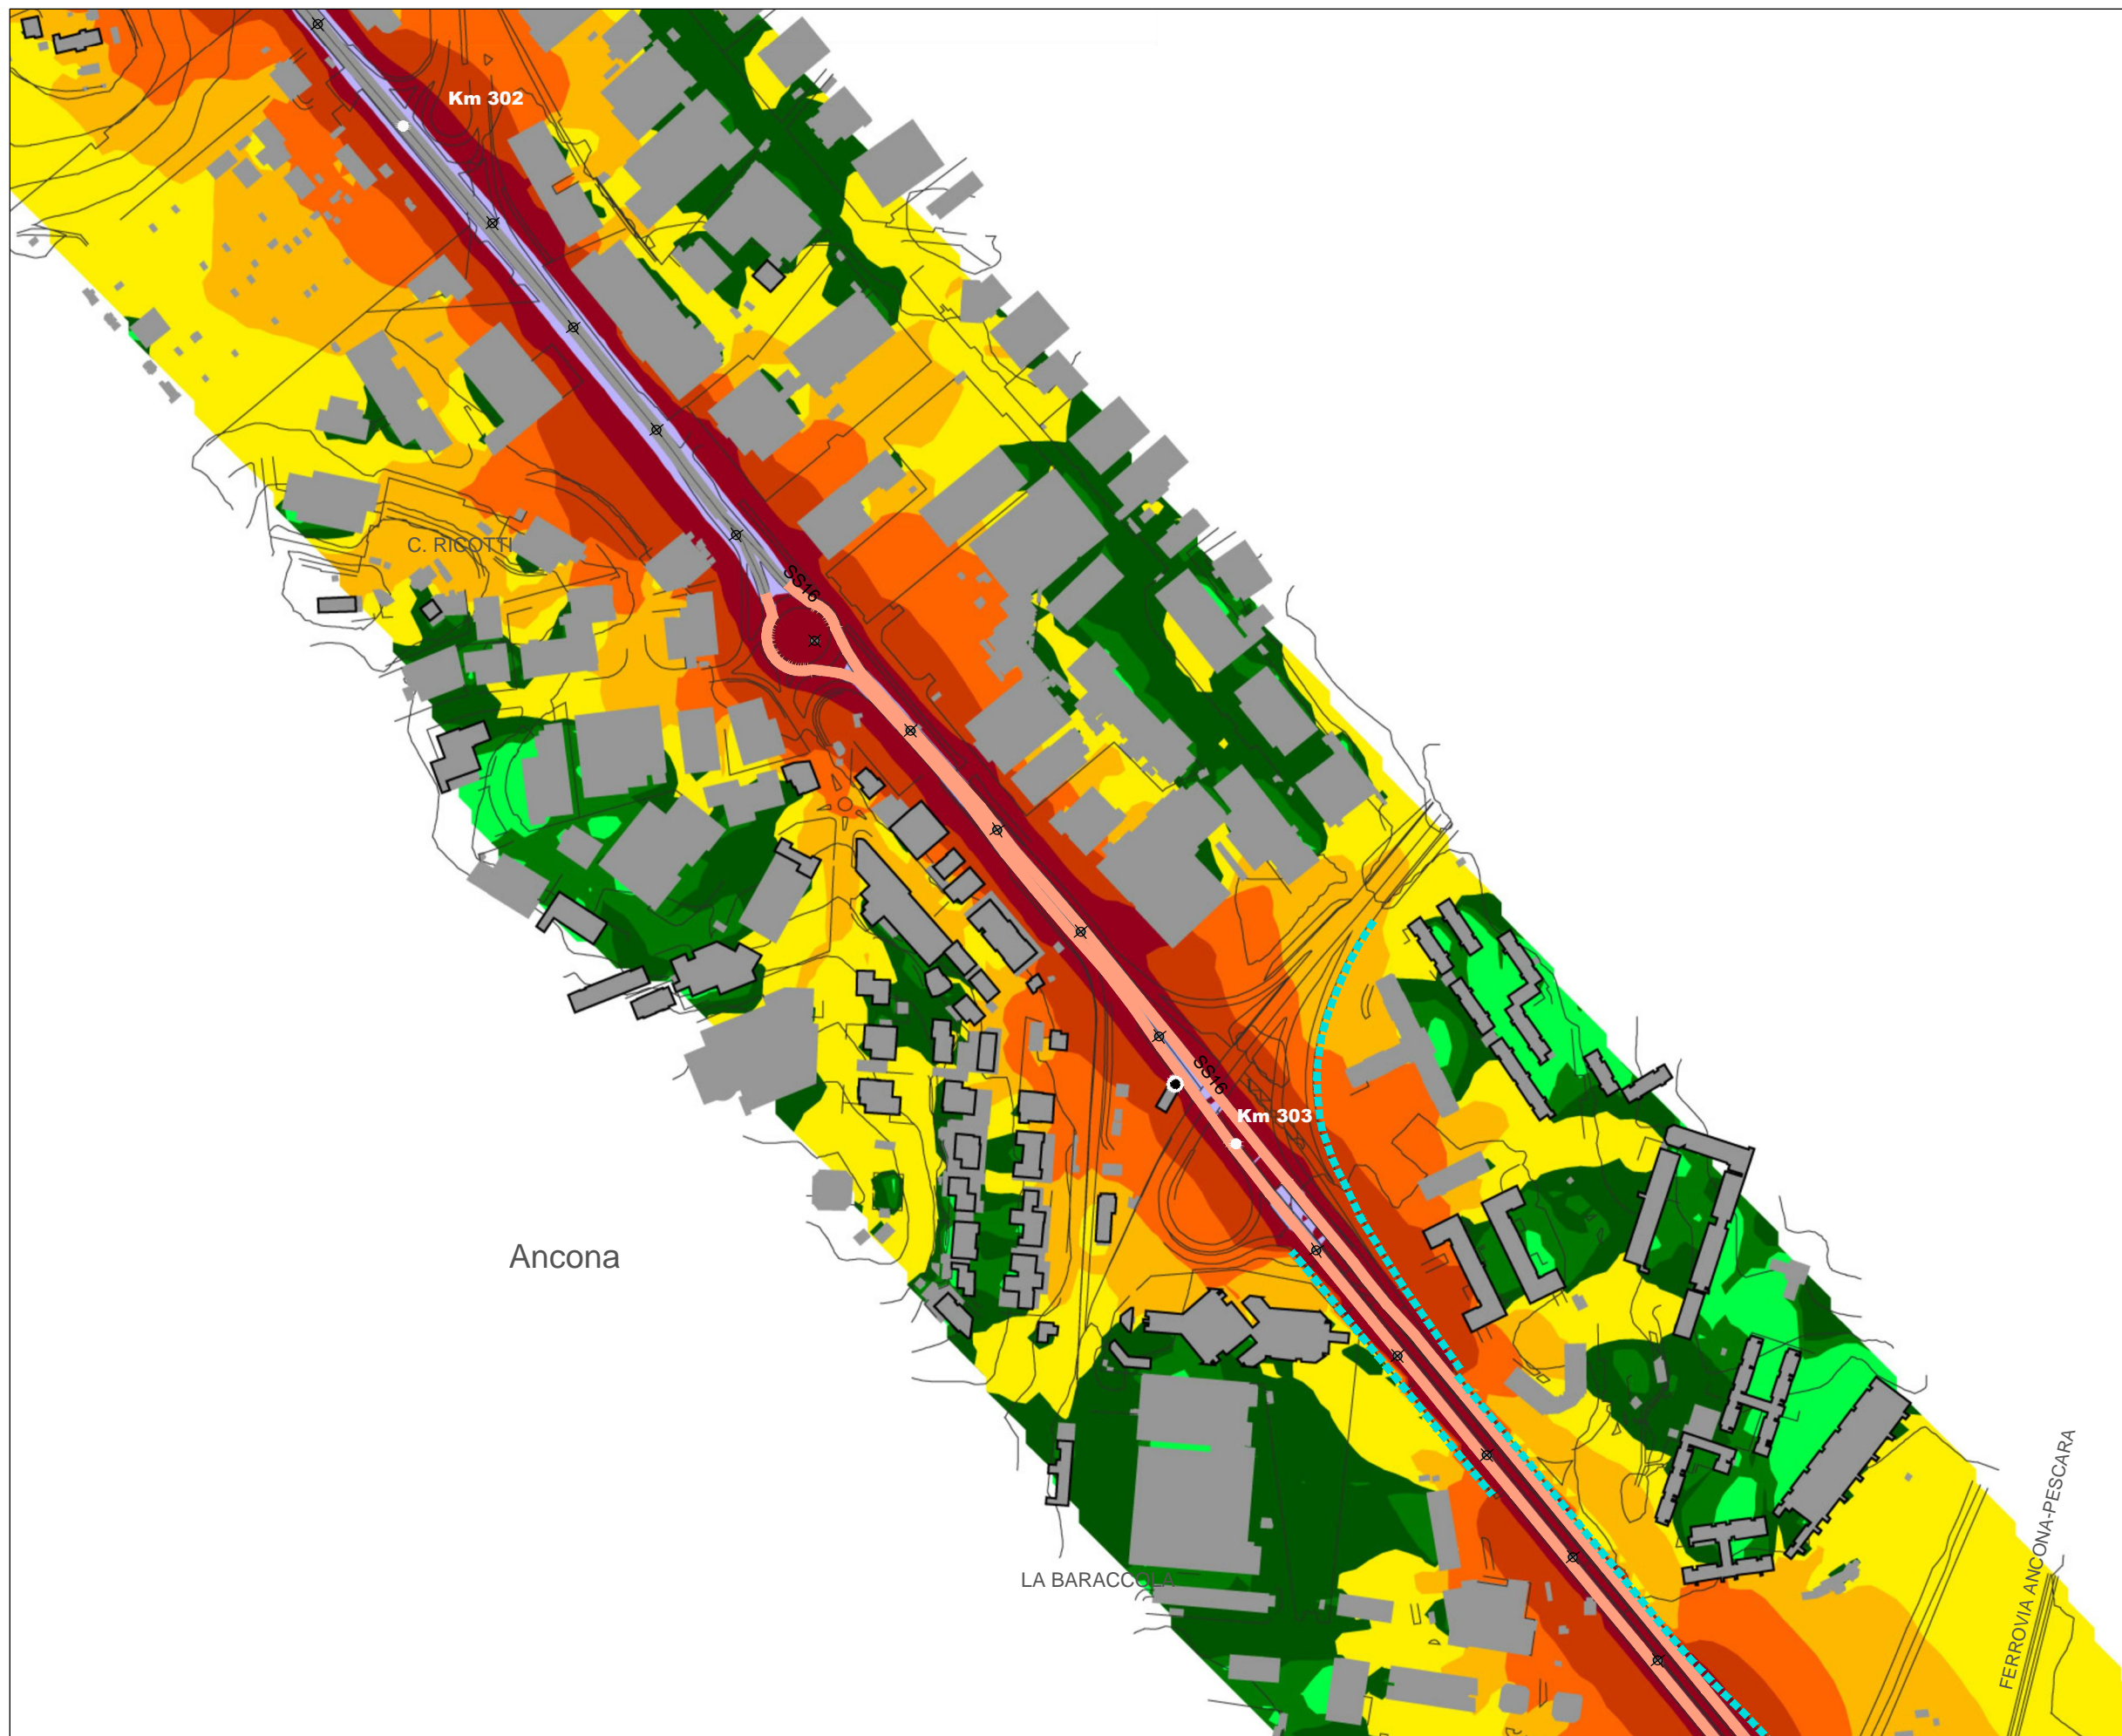 Km 302
C. RICOTTI
SS16
SS16
Km 303
Ancona
LA BARACCOLA
FERROVIA ANCONA-PESCARA